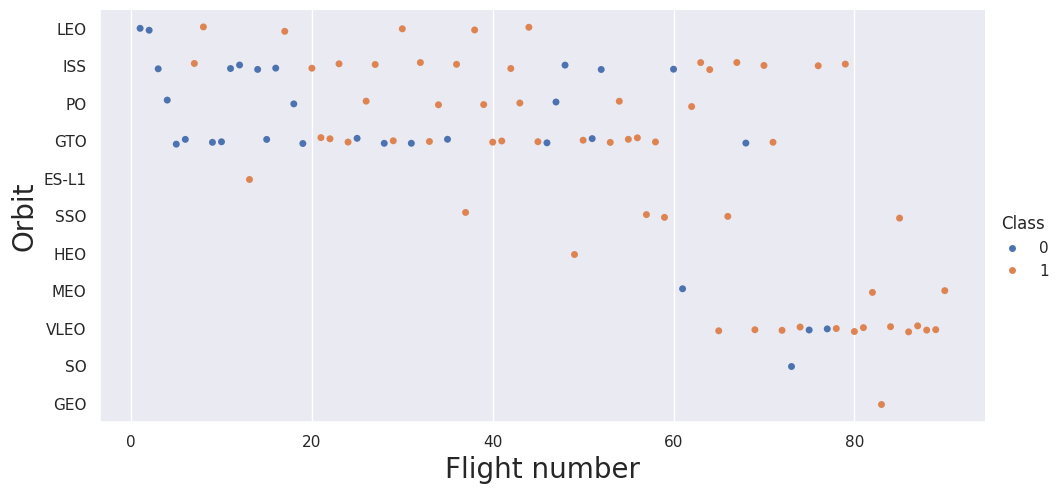 LEO
ISS
PO
GTO
ES-L1
SSO
HEO
MEO
VLEO
SO
GEO
Orbit
0
20
40
60
80
Flight number
Class
0
1